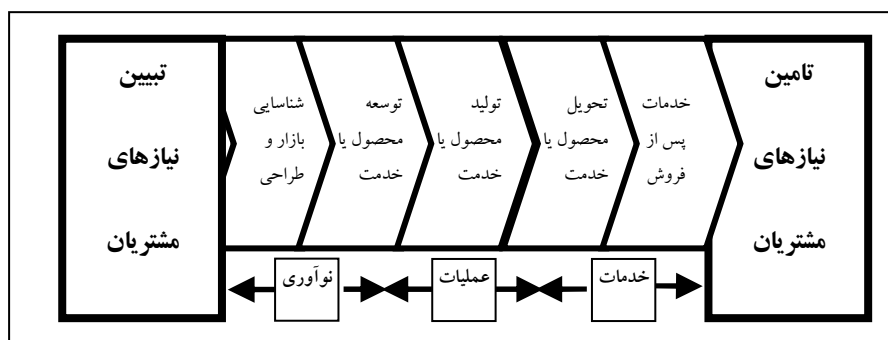 تبیین
نیازهای
مشتریان
شناسایی
بازار و
طراحی
توسعه
محصول یا
خدمت
تولید
محصول یا
خدمت
تحویل
محصول یا
خدمت
خدمات
پس از
فروش
تامین
نیازهای
مشتریان
نوآوری
عملیات
خدمات